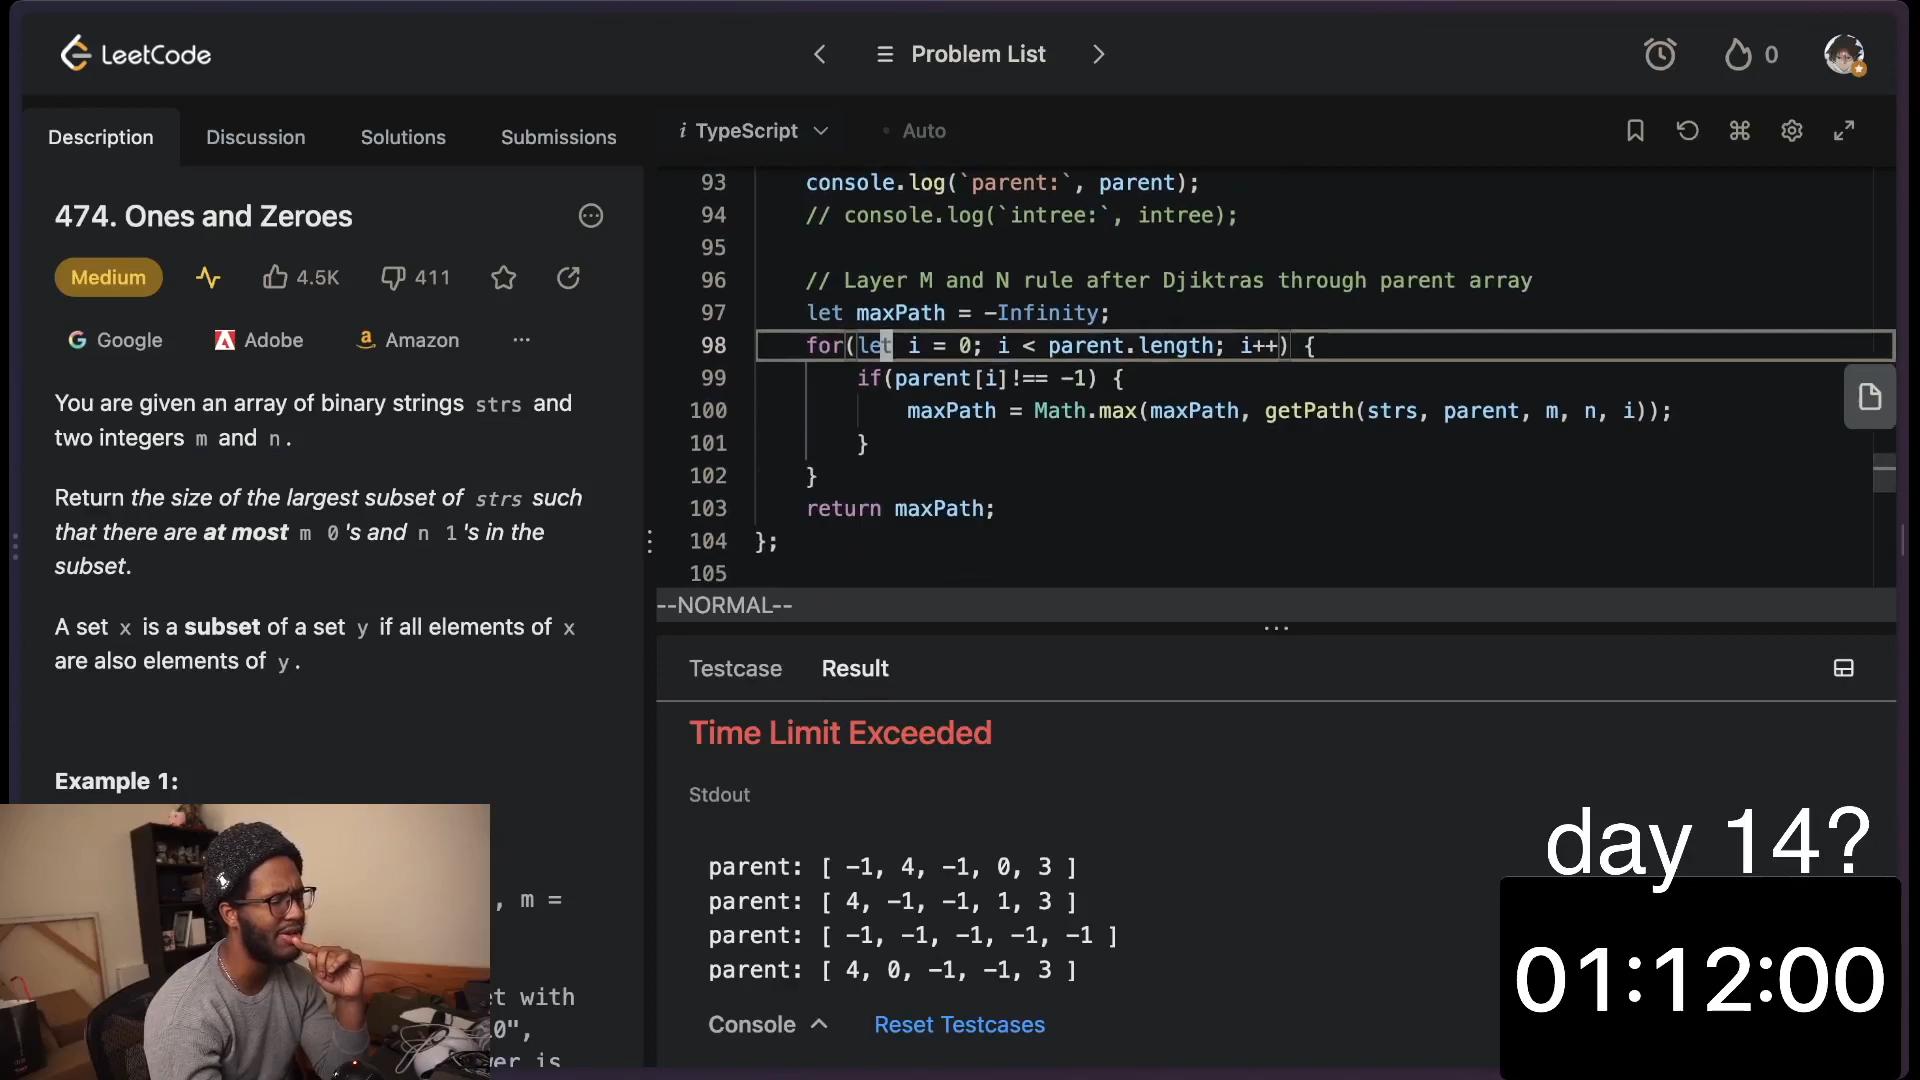 LeetCode
Problem List
0
Description
Discussion
Solutions
Submissions
i TypeScript
Auto
474. Ones and Zeroes
Medium
4.5K
411
Google
Adobe
Amazon
...
You are given an array of binary strings strs and
two integers m and n.
Return the size of the largest subset of strs such
that there are at most m 0's and n 1's in the
subset.
A set x is a subset of a set y if all elements of x
are also elements of y.
Example 1:
, m =
et with
0",
er is
93 console.log(`parent:`, parent);
94 // console.log(`intree:`, intree);
95
96 // Layer M and N rule after Djiktras through parent array
97 let maxPath = -Infinity;
98 for(let i = 0; i < parent.length; i++) {
99 if(parent[i]!== -1) {
100 maxPath = Math.max(maxPath, getPath(strs, parent, m, n, i));
101 }
102 }
103 return maxPath;
104 };
105
--NORMAL--
Testcase
Result
Time Limit Exceeded
Stdout
parent: [ -1, 4, -1, 0, 3 ]
parent: [ 4, -1, -1, 1, 3 ]
parent: [ -1, -1, -1, -1, -1 ]
parent: [ 4, 0, -1, -1, 3 ]
Console
Reset Testcases
day 14?
01:12:00